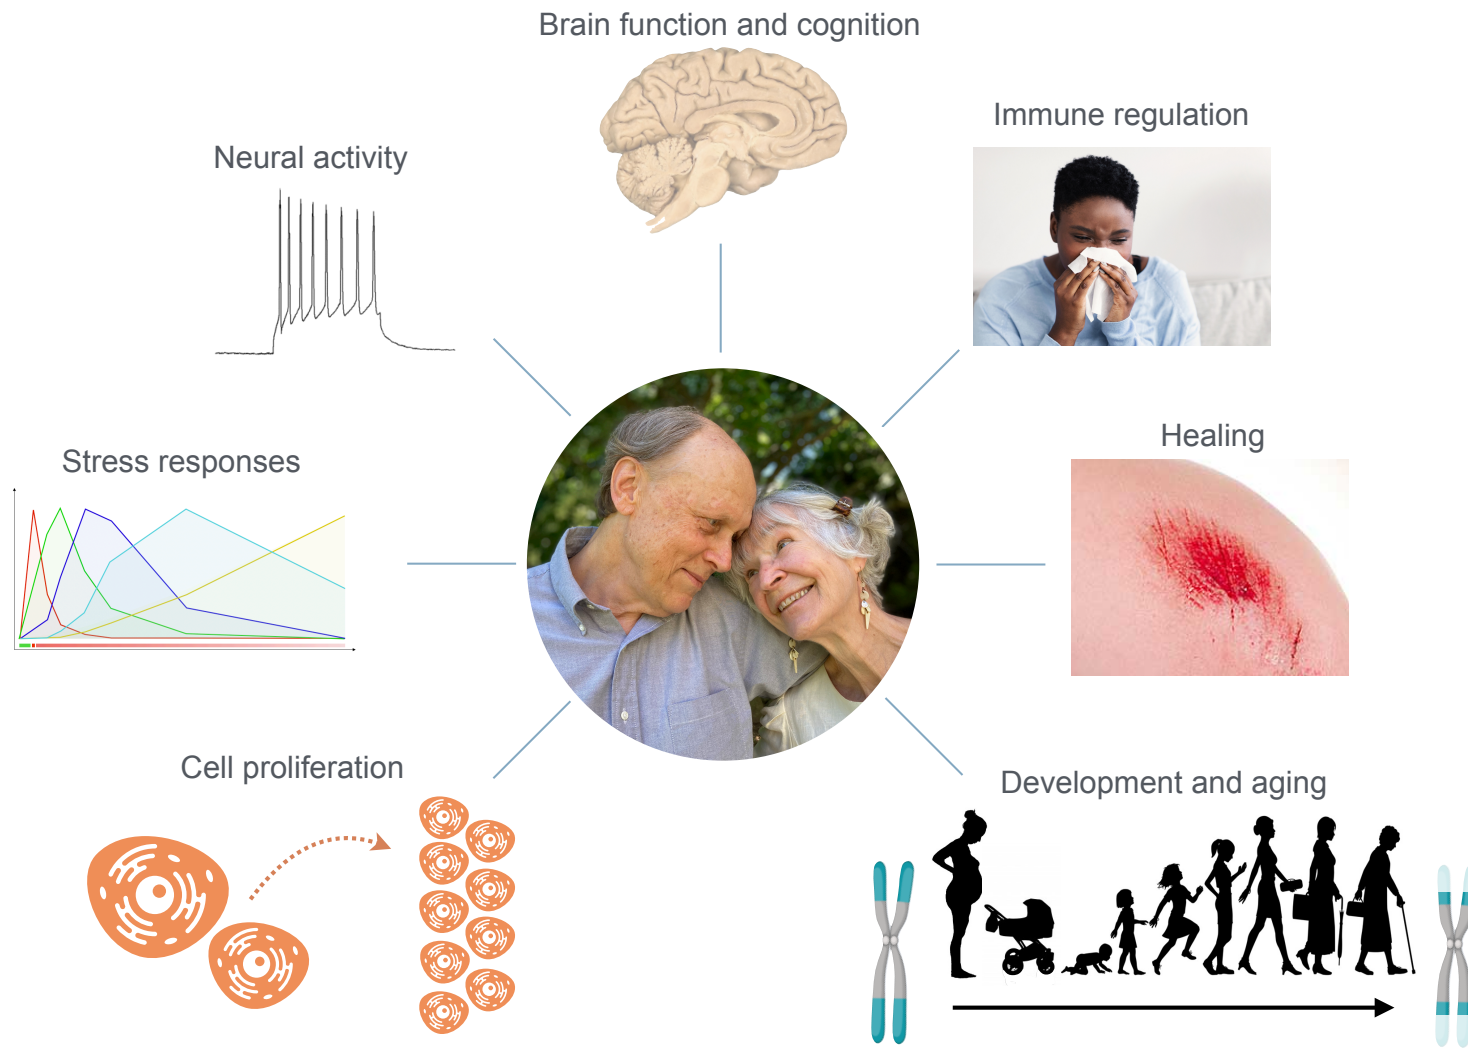 Brain function and cognition
Immune regulation
Neural activity
Healing
Stress responses
Cell proliferation
Development and aging